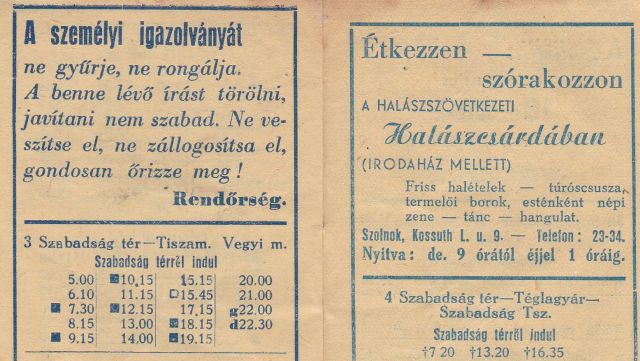 A személyi igazolványát
ne gyűrje, ne rongálja.
A benne lévő írást törölni,
javítani nem szabad. Ne ve-
szítse el, ne zállogosítsa el,
gondosan őrizze meg!
Rendőrség.
3 Szabadság tér—Tiszam. Vegyi m.
Szabadság térről indul
5.00 ■10.15 15.15 20.00
6.10 11.15 □15.45 21.00
■ 7.30 ■12.15 17.15 g22.00
8.15 13.00 ■18.15 d22.30
■ 9.15 14.00 ■19.15
Étkezzen —
szórakozzon
A HALÁSZSZÖVETKEZETI
Halászcsárdában
(IRODAHÁZ MELLETT)
Friss halételek — túróscsusza,
termelői borok, esténként népi
zene — tánc — hangulat.
Szolnok, Kossuth L. u. 9. — Telefon: 23-34.
Nyitva: de. 9 órától éjjel 1 óráig.
4 Szabadság tér—Téglagyár—
Szabadság Tsz.
Szabadság térről indul
†7 20 †13.20 †16.35